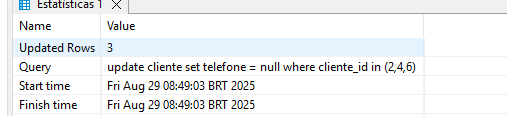 Estatísticas 1
Name Value
Updated Rows 3
Query update cliente set telefone = null where cliente_id in (2,4,6)
Start time Fri Aug 29 08:49:03 BRT 2025
Finish time Fri Aug 29 08:49:03 BRT 2025